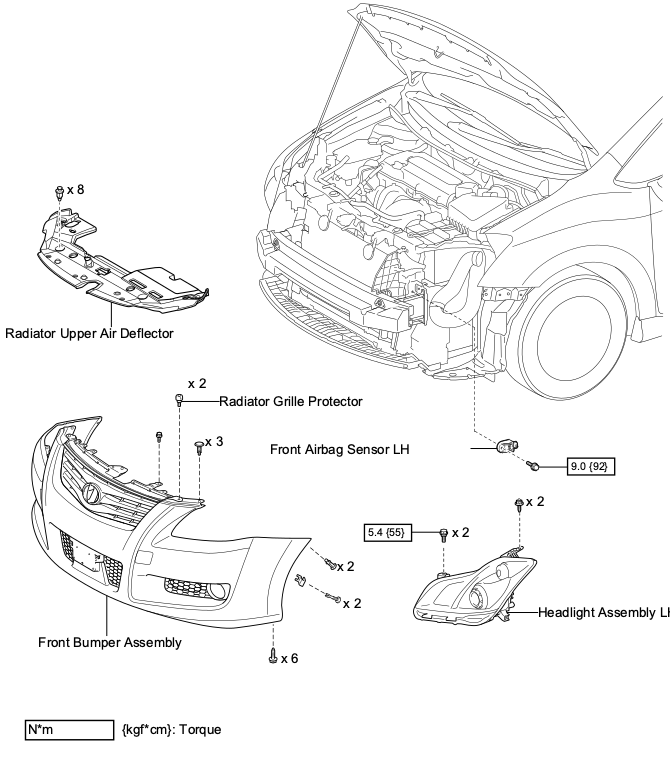 x 8
Radiator Upper Air Deflector
x 2
Radiator Grille Protector
x 3
Front Airbag Sensor LH
9.0 {92}
x 2
5.4 {55}
x 2
x 2
x 2
Headlight Assembly LH
Front Bumper Assembly
x 6
N*m
{kgf*cm}: Torque